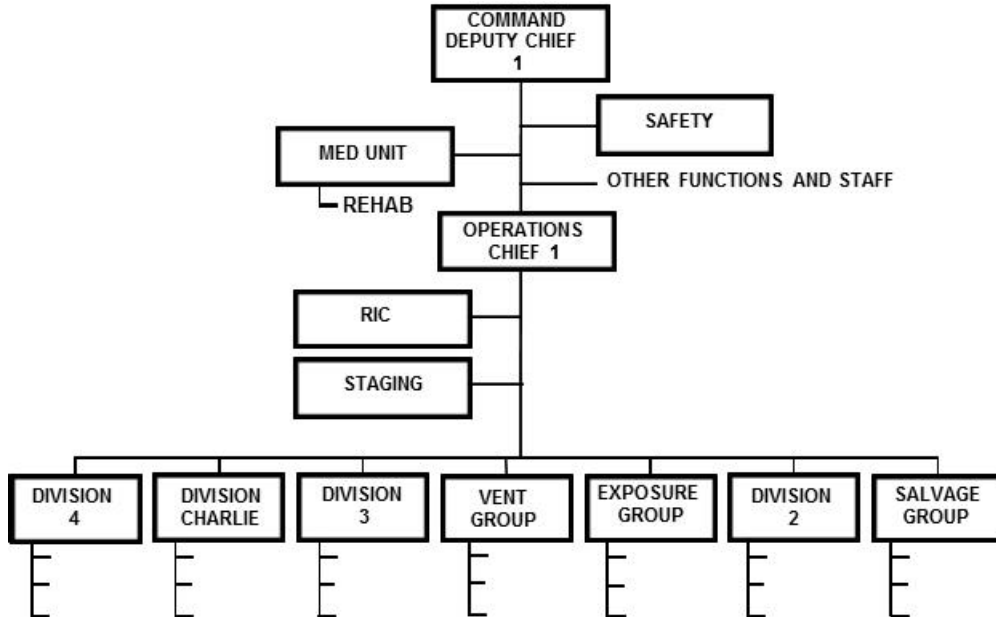 COMMAND
DEPUTY CHIEF
1
SAFETY
MED UNIT
OTHER FUNCTIONS AND STAFF
REHAB
OPERATIONS
CHIEF 1
RIC
STAGING
DIVISION
4
DIVISION
CHARLIE
DIVISION
3
VENT
GROUP
EXPOSURE
GROUP
DIVISION
2
SALVAGE
GROUP